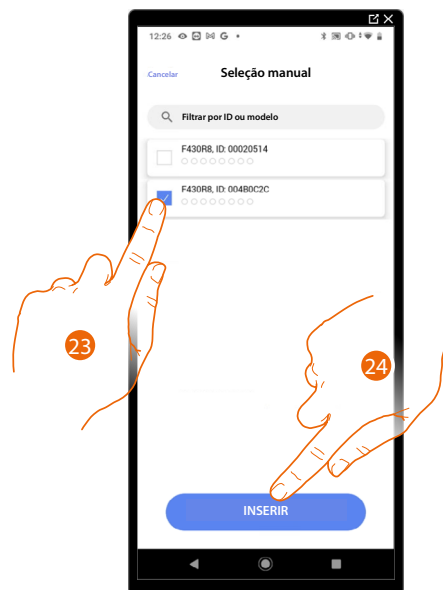 12:26 G
Cancelar Seleção manual
Filtrar por ID ou modelo
F430R8, ID: 00020514
F430R8, ID: 004B0C2C
23
24
INSERIR